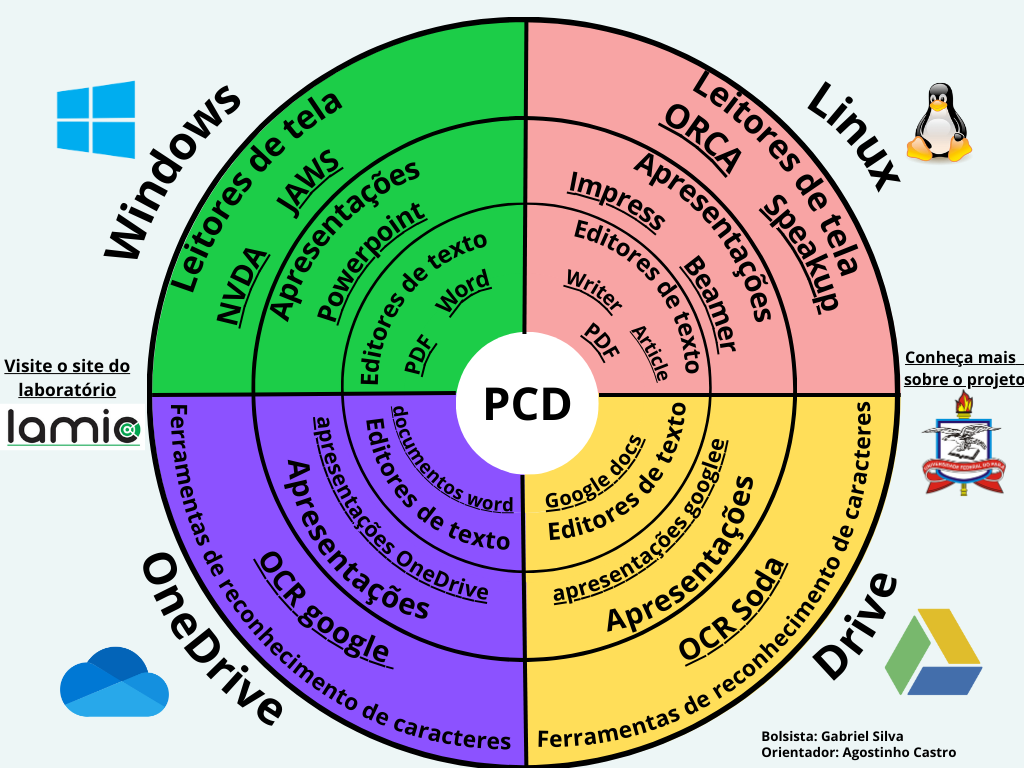 Windows
Leitores de tela
JAWS
NVDA
Apresentações
Powerpoint
Editores de texto
Word
PDF
Linux
Leitores de tela
ORCA
Speakup
Apresentações
Impress
Beamer
Editores de texto
Writer
PDF
Article
PCD
Visite o site do
laboratório
lamic
Conheça mais
sobre o projeto
UNIVERSIDADE FEDERAL DO PARÁ
OneDrive
documentos word
Editores de texto
apresentações OneDrive
Apresentações
OCR google
Ferramentas de reconhecimento de caracteres
Drive
Google docs
Editores de texto
apresentações googlee
Apresentações
OCR Soda
Ferramentas de reconhecimento de caracteres
Bolsista: Gabriel Silva
Orientador: Agostinho Castro